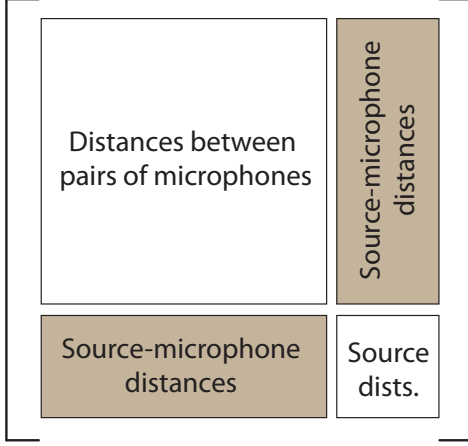 Distances between
pairs of microphones
Source-microphone
distances
Source-microphone
distances
Source
dists.